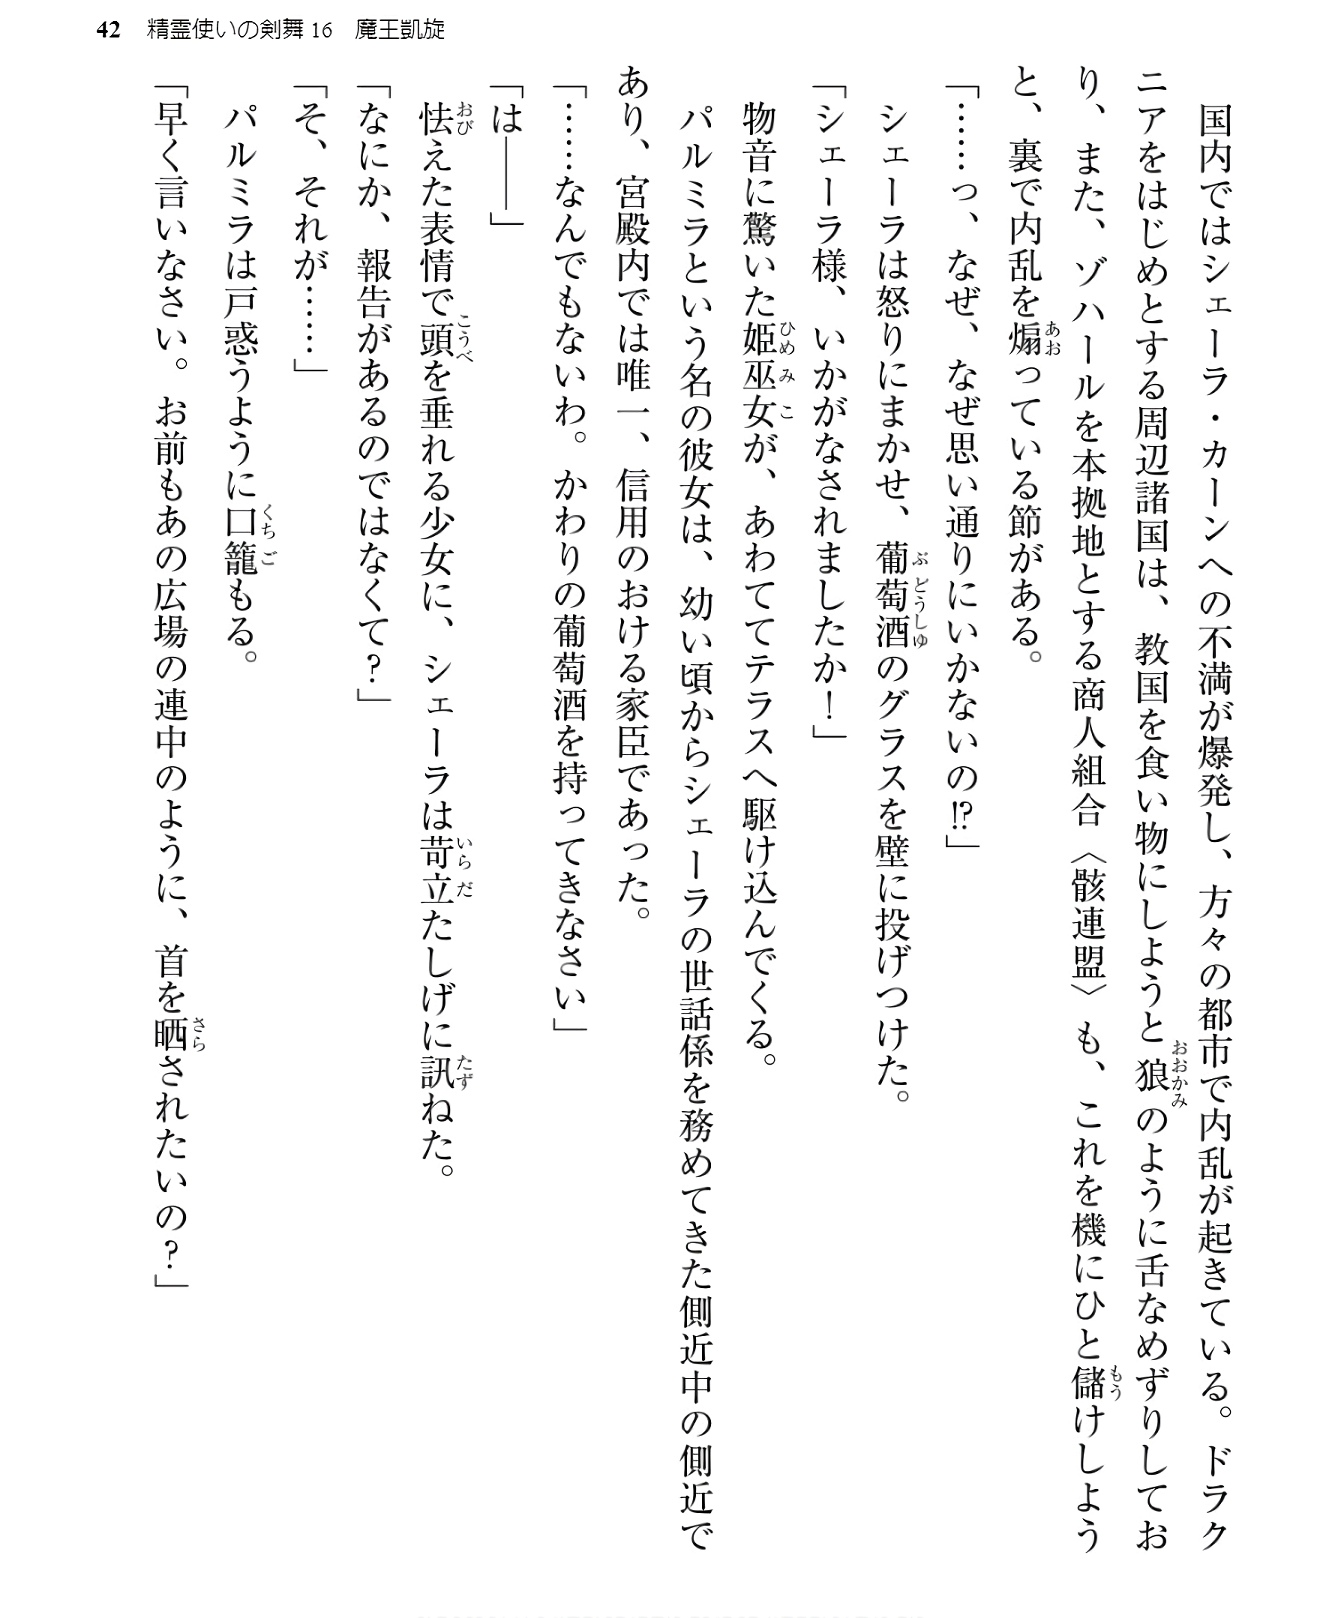 42 精霊使いの剣舞16 魔王凱旋
　国内ではシェーラ・カーンへの不満が爆発し、方々の都市で内乱が起きている。ドラク
ニアをはじめとする周辺諸国は、教国を食い物にしようと狼のように舌なめずりしてお
り、また、ゾハールを本拠地とする商人組合〈骸連盟〉も、これを機にひと儲けしよう
と、裏で内乱を煽っている節がある。
「……っ、なぜ、なぜ思い通りにいかないの!?」
　シェーラは怒りにまかせ、葡萄酒のグラスを壁に投げつけた。
「シェーラ様、いかがなされましたか！」
　物音に驚いた姫巫女が、あわててテラスへ駆け込んでくる。
　パルミラという名の彼女は、幼い頃からシェーラの世話係を務めてきた側近中の側近で
あり、宮殿内では唯一、信用のおける家臣であった。
「……なんでもないわ。かわりの葡萄酒を持ってきなさい」
「は――」
　怯えた表情で頭を垂れる少女に、シェーラは苛立たしげに訊ねた。
「なにか、報告があるのではなくて？」
「そ、それが……」
　パルミラは戸惑うように口籠もる。
「早く言いなさい。お前もあの広場の連中のように、首を晒されたいの？」